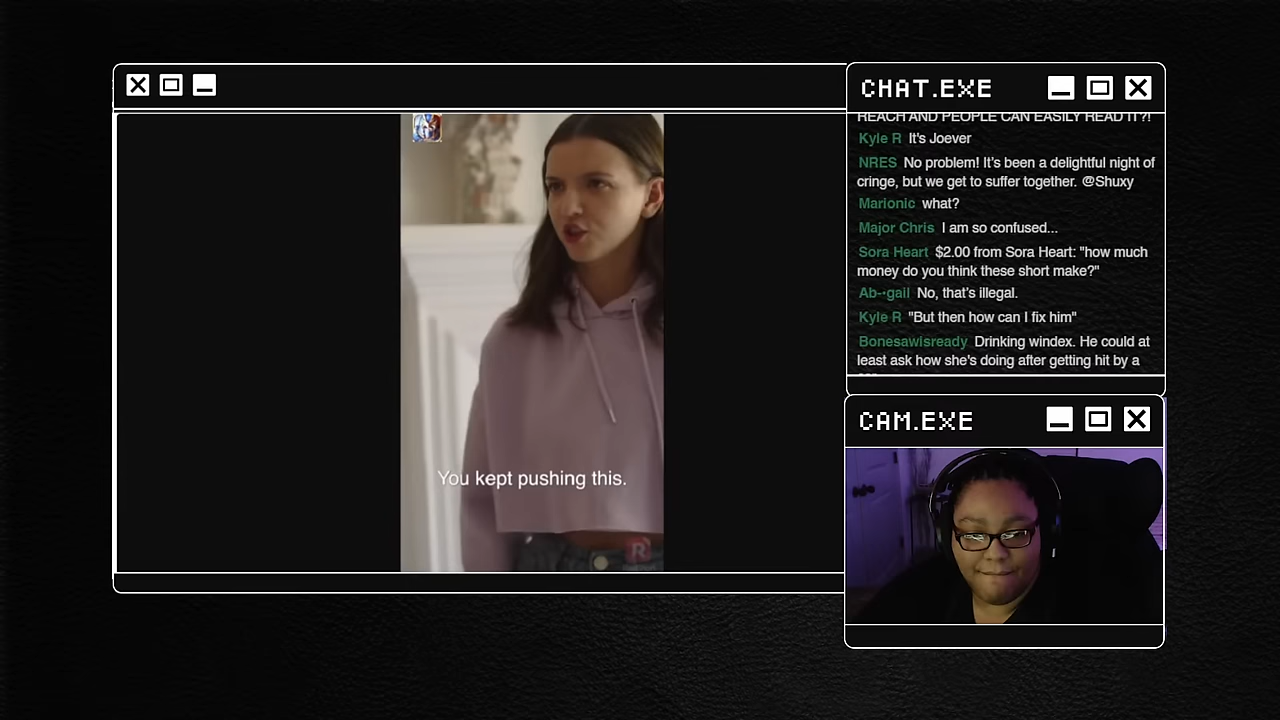 CHAT.EXE
REACH AND PEOPLE CAN EASILY READ IT?!
Kyle R It's Joever
NRES No problem! It's been a delightful night of
cringe, but we get to suffer together. @Shuxy
Marionic what?
Major Chris I am so confused...
Sora Heart $2.00 from Sora Heart: "how much
money do you think these short make?"
Ab--gail No, that's illegal.
Kyle R "But then how can I fix him"
Bonesawisready Drinking windex. He could at
least ask how she's doing after getting hit by a
You kept pushing this.
R
CAM.EXE